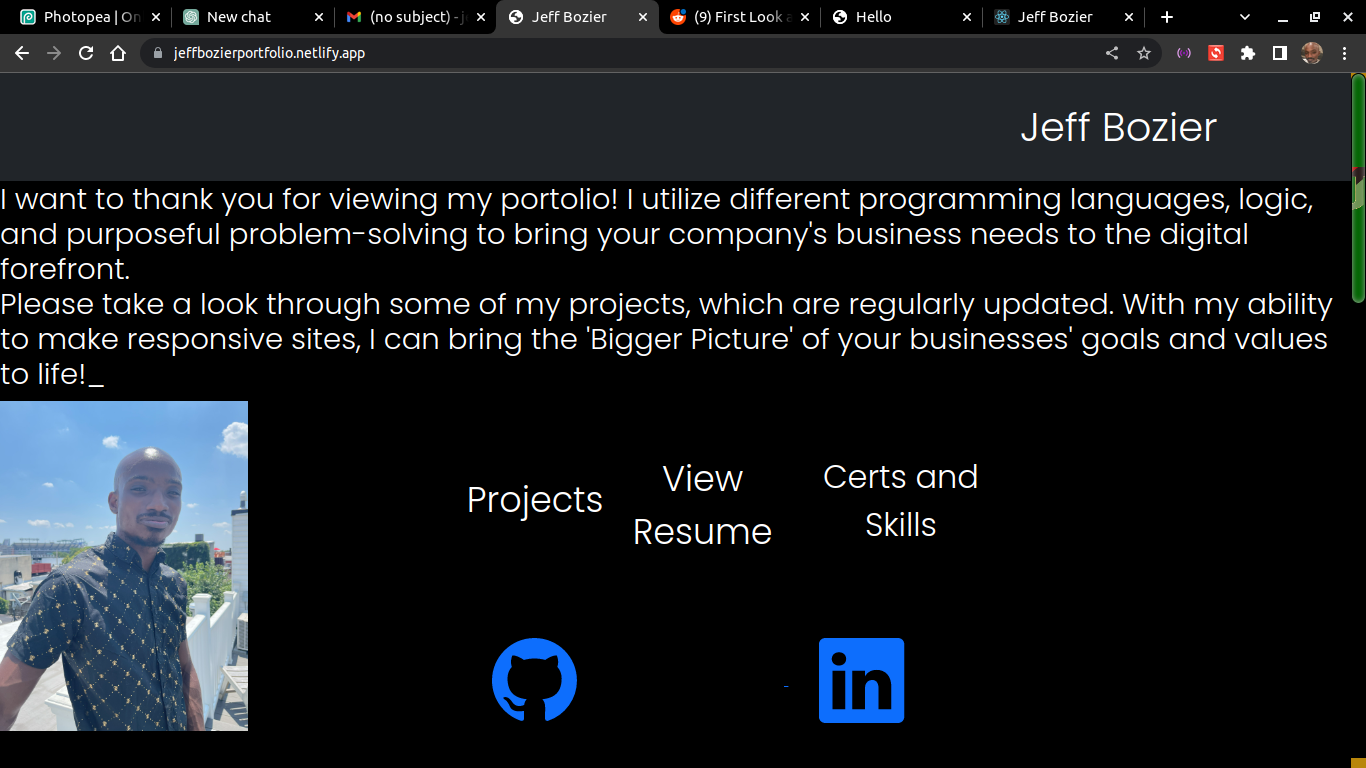 Photopea | On
New chat
(no subject) - j
Jeff Bozier
(9) First Look a
Hello
Jeff Bozier
jeffbozierportfolio.netlify.app
Jeff Bozier
I want to thank you for viewing my portolio! I utilize different programming languages, logic,
and purposeful problem-solving to bring your company's business needs to the digital
forefront.
Please take a look through some of my projects, which are regularly updated. With my ability
to make responsive sites, I can bring the 'Bigger Picture' of your businesses' goals and values
to life!_
Projects
View
Resume
Certs and
Skills
in